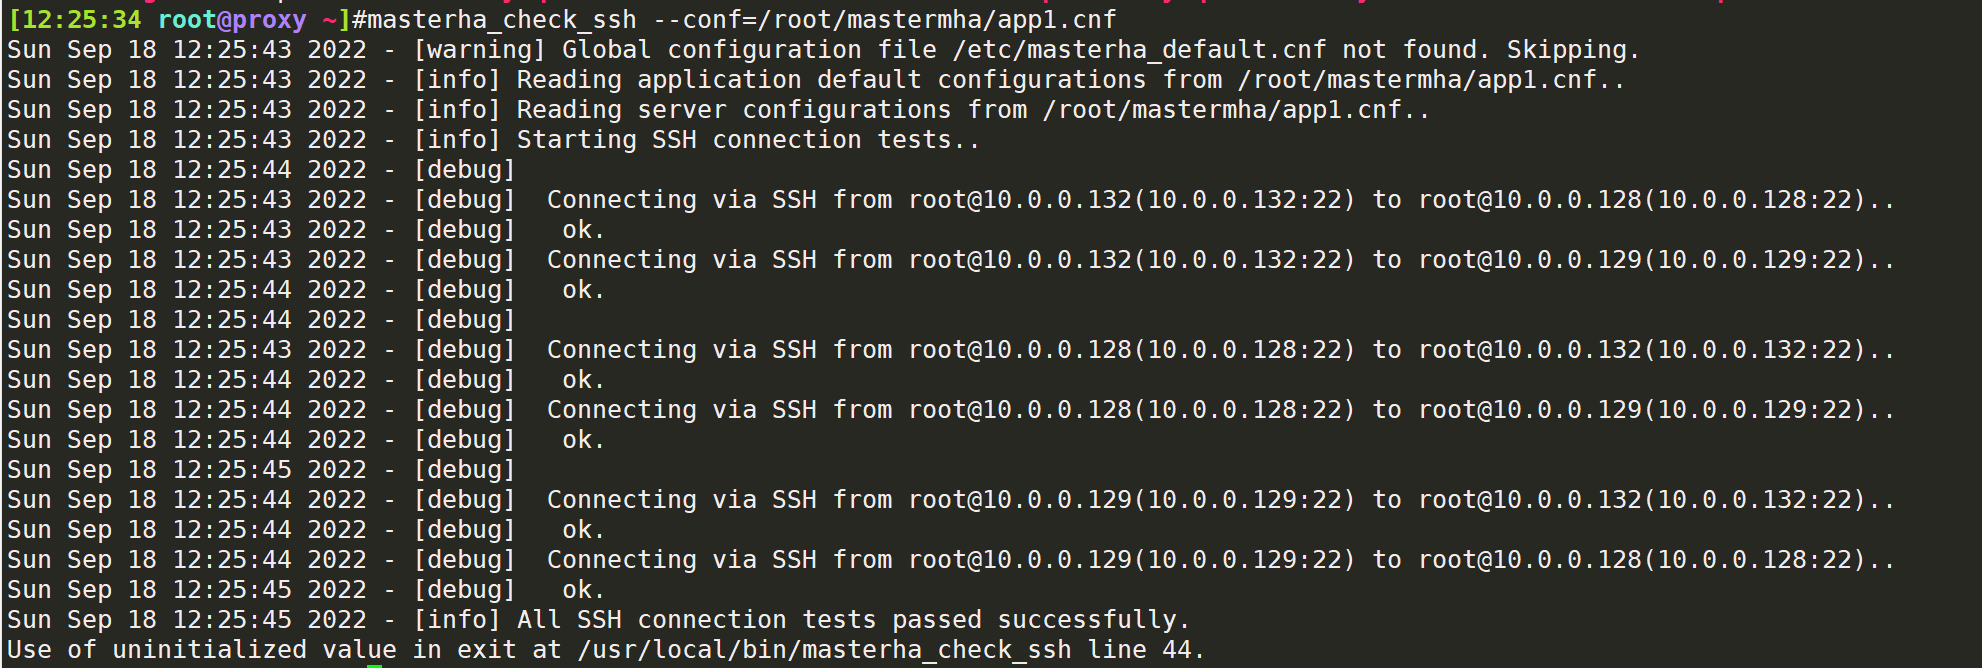 [12:25:34 root@proxy ~]#masterha_check_ssh --conf=/root/mastermha/app1.cnf
Sun Sep 18 12:25:43 2022 - [warning] Global configuration file /etc/masterha_default.cnf not found. Skipping.
Sun Sep 18 12:25:43 2022 - [info] Reading application default configurations from /root/mastermha/app1.cnf..
Sun Sep 18 12:25:43 2022 - [info] Reading server configurations from /root/mastermha/app1.cnf..
Sun Sep 18 12:25:43 2022 - [info] Starting SSH connection tests..
Sun Sep 18 12:25:44 2022 - [debug]
Sun Sep 18 12:25:43 2022 - [debug]  Connecting via SSH from root@10.0.0.132(10.0.0.132:22) to root@10.0.0.128(10.0.0.128:22)..
Sun Sep 18 12:25:43 2022 - [debug]   ok.
Sun Sep 18 12:25:43 2022 - [debug]  Connecting via SSH from root@10.0.0.132(10.0.0.132:22) to root@10.0.0.129(10.0.0.129:22)..
Sun Sep 18 12:25:44 2022 - [debug]   ok.
Sun Sep 18 12:25:44 2022 - [debug]
Sun Sep 18 12:25:43 2022 - [debug]  Connecting via SSH from root@10.0.0.128(10.0.0.128:22) to root@10.0.0.132(10.0.0.132:22)..
Sun Sep 18 12:25:44 2022 - [debug]   ok.
Sun Sep 18 12:25:44 2022 - [debug]  Connecting via SSH from root@10.0.0.128(10.0.0.128:22) to root@10.0.0.129(10.0.0.129:22)..
Sun Sep 18 12:25:44 2022 - [debug]   ok.
Sun Sep 18 12:25:45 2022 - [debug]
Sun Sep 18 12:25:44 2022 - [debug]  Connecting via SSH from root@10.0.0.129(10.0.0.129:22) to root@10.0.0.132(10.0.0.132:22)..
Sun Sep 18 12:25:44 2022 - [debug]   ok.
Sun Sep 18 12:25:44 2022 - [debug]  Connecting via SSH from root@10.0.0.129(10.0.0.129:22) to root@10.0.0.128(10.0.0.128:22)..
Sun Sep 18 12:25:45 2022 - [debug]   ok.
Sun Sep 18 12:25:45 2022 - [info] All SSH connection tests passed successfully.
Use of uninitialized value in exit at /usr/local/bin/masterha_check_ssh line 44.